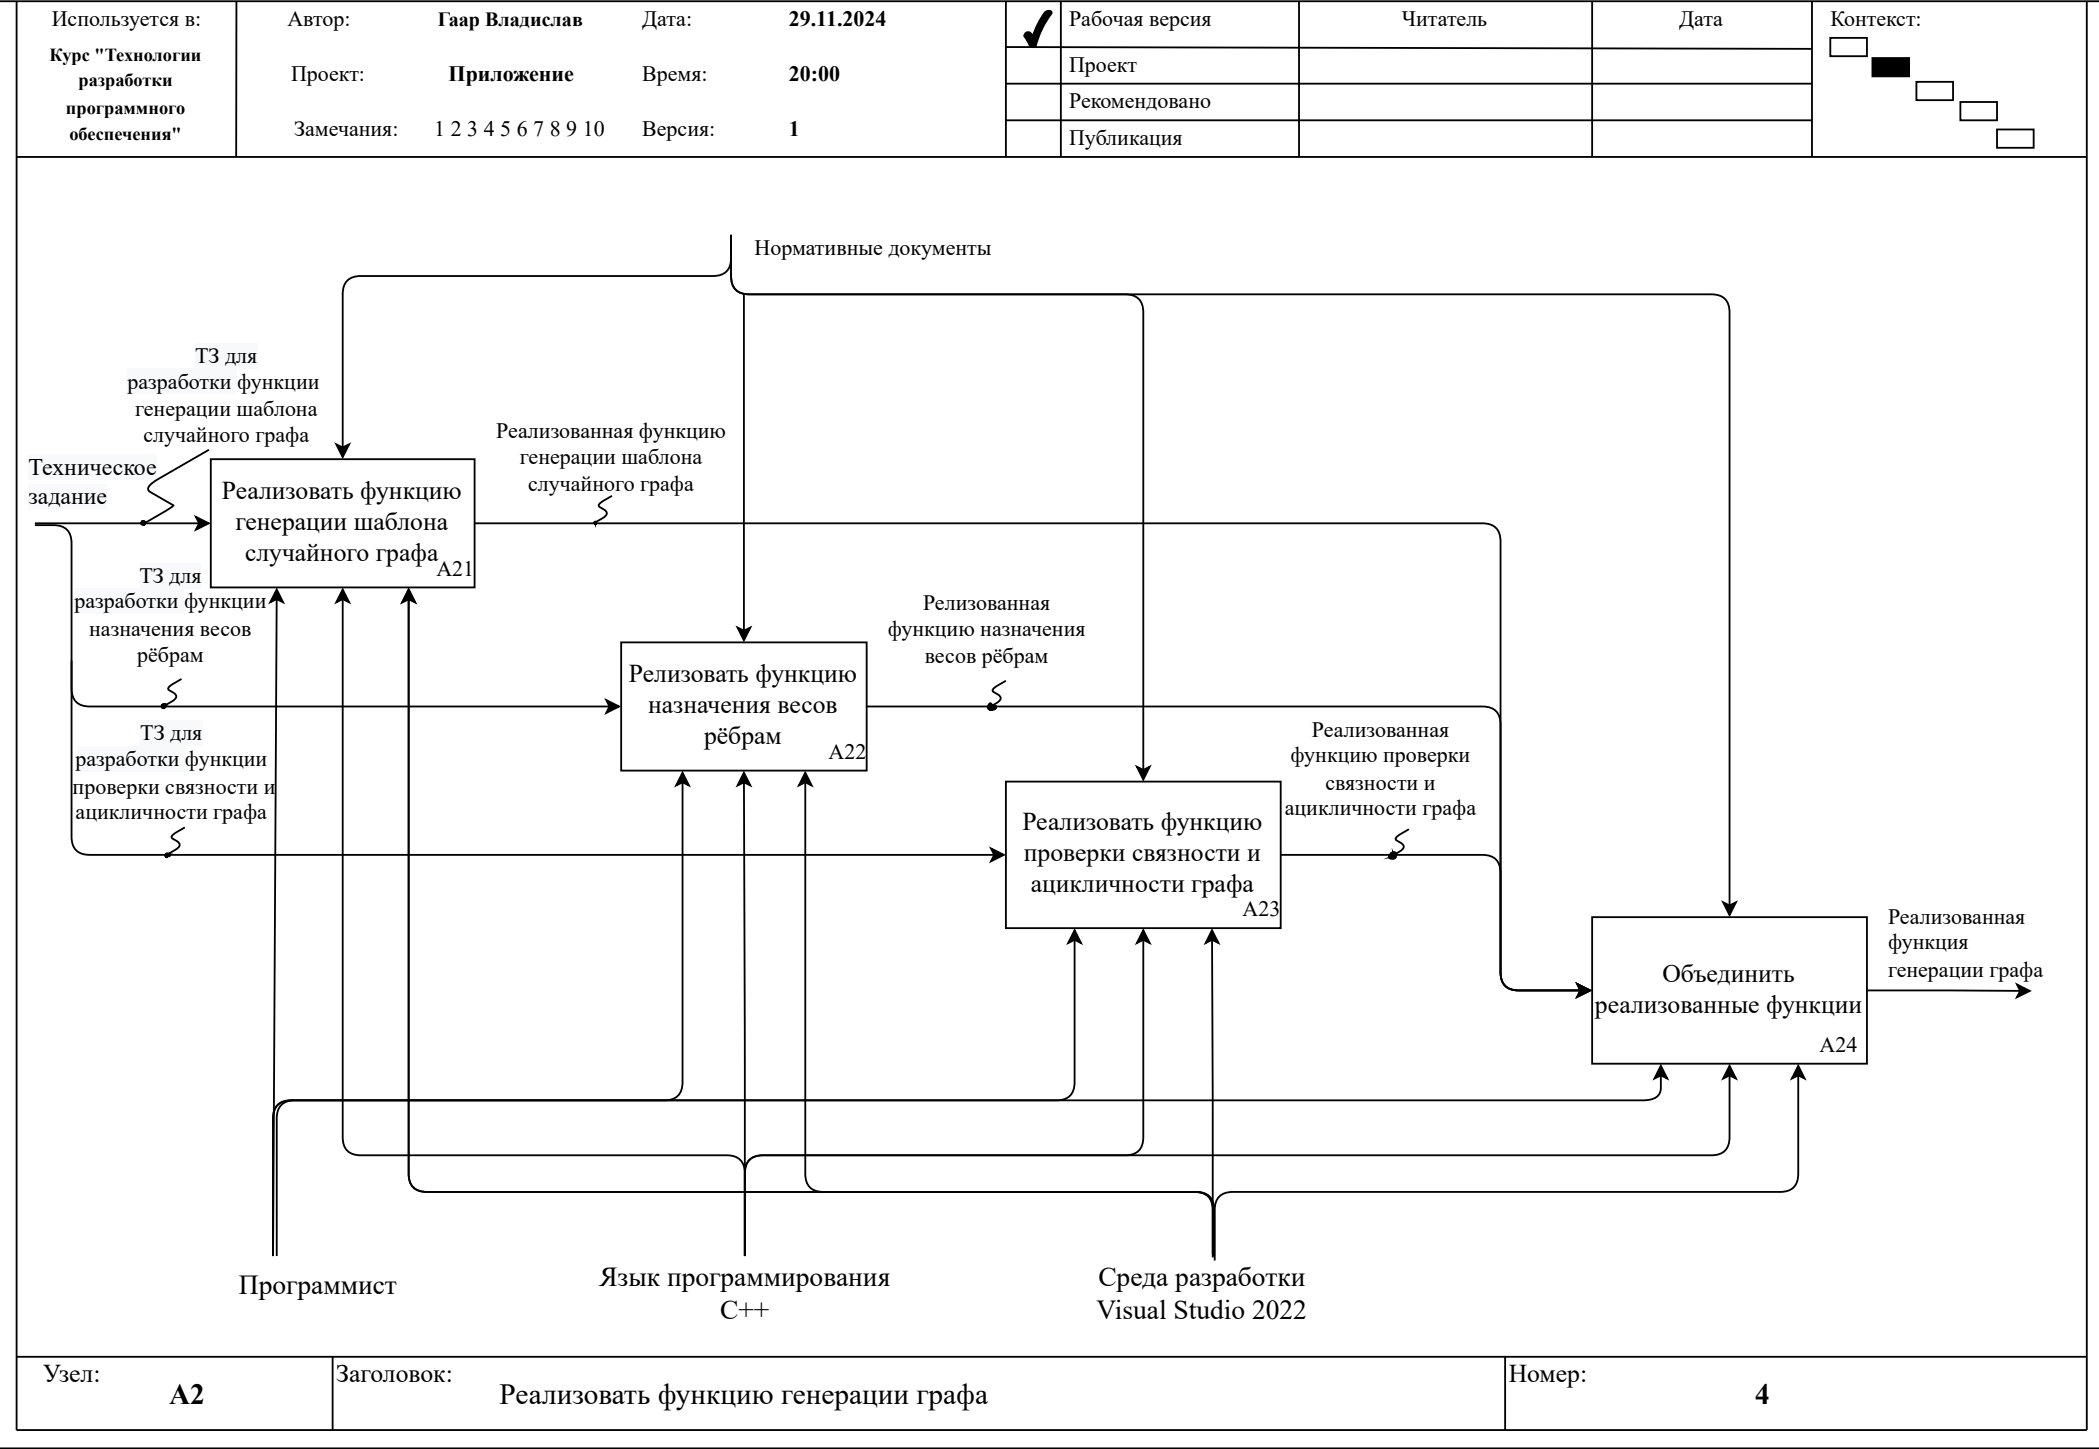 Используется в:
Курс "Технологии
разработки
программного
обеспечения"
Автор:
Гаар Владислав
Дата:
29.11.2024
Проект:
Приложение
Время:
20:00
Замечания:
1 2 3 4 5 6 7 8 9 10
Версия:
1
Рабочая версия
Проект
Рекомендовано
Публикация
Читатель
Дата
Контекст:
Нормативные документы
ТЗ для
разработки функции
генерации шаблона
случайного графа
Техническое
задание
Реализовать функцию
генерации шаблона
случайного графа
А21
Реализованная функцию
генерации шаблона
случайного графа
ТЗ для
разработки функции
назначения весов
рёбрам
Релизовать функцию
назначения весов
рёбрам
А22
Релизованная
функцию назначения
весов рёбрам
ТЗ для
разработки функции
проверки связности и
ацикличности графа
Реализовать функцию
проверки связности и
ацикличности графа
А23
Реализованная
функцию проверки
связности и
ацикличности графа
Объединить
реализованные функции
А24
Реализованная
функция
генерации графа
Программист
Язык программирования
C++
Среда разработки
Visual Studio 2022
Узел:
А2
Заголовок:
Реализовать функцию генерации графа
Номер:
4